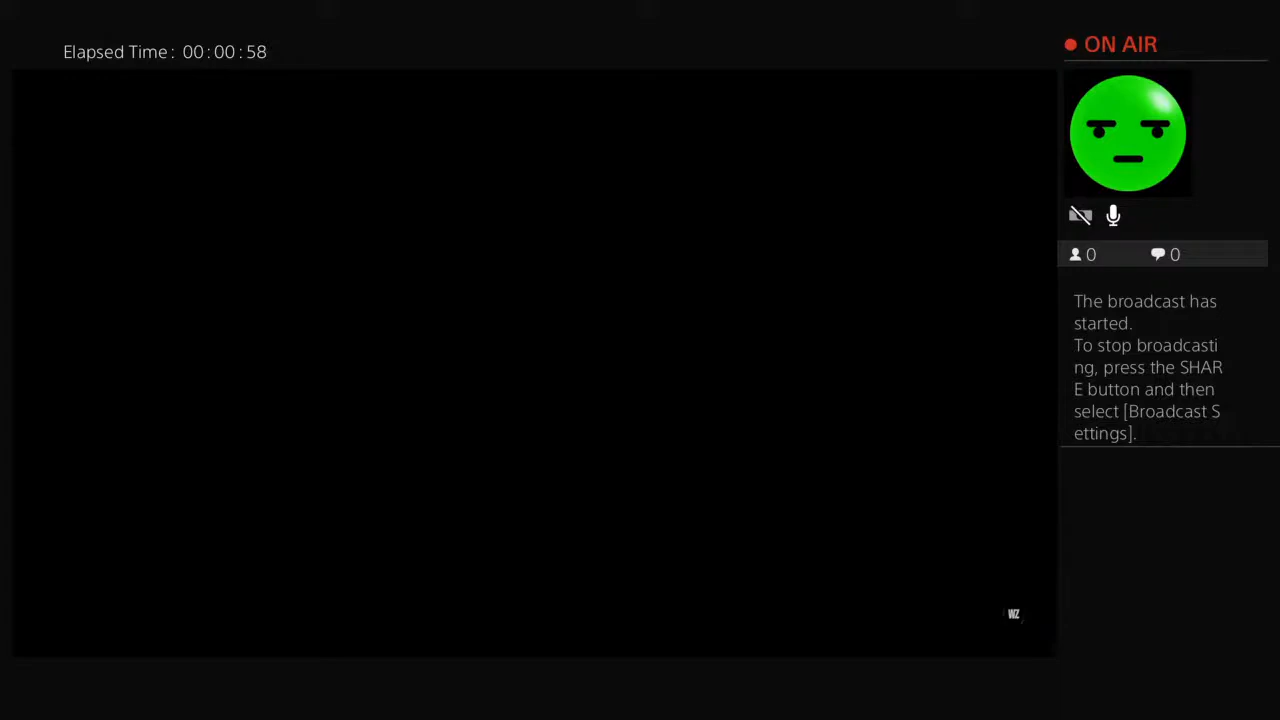 Elapsed Time: 00:00:58
ON AIR
0 0
The broadcast has
started.
To stop broadcasti
ng, press the SHAR
E button and then
select [Broadcast S
ettings].
WZ